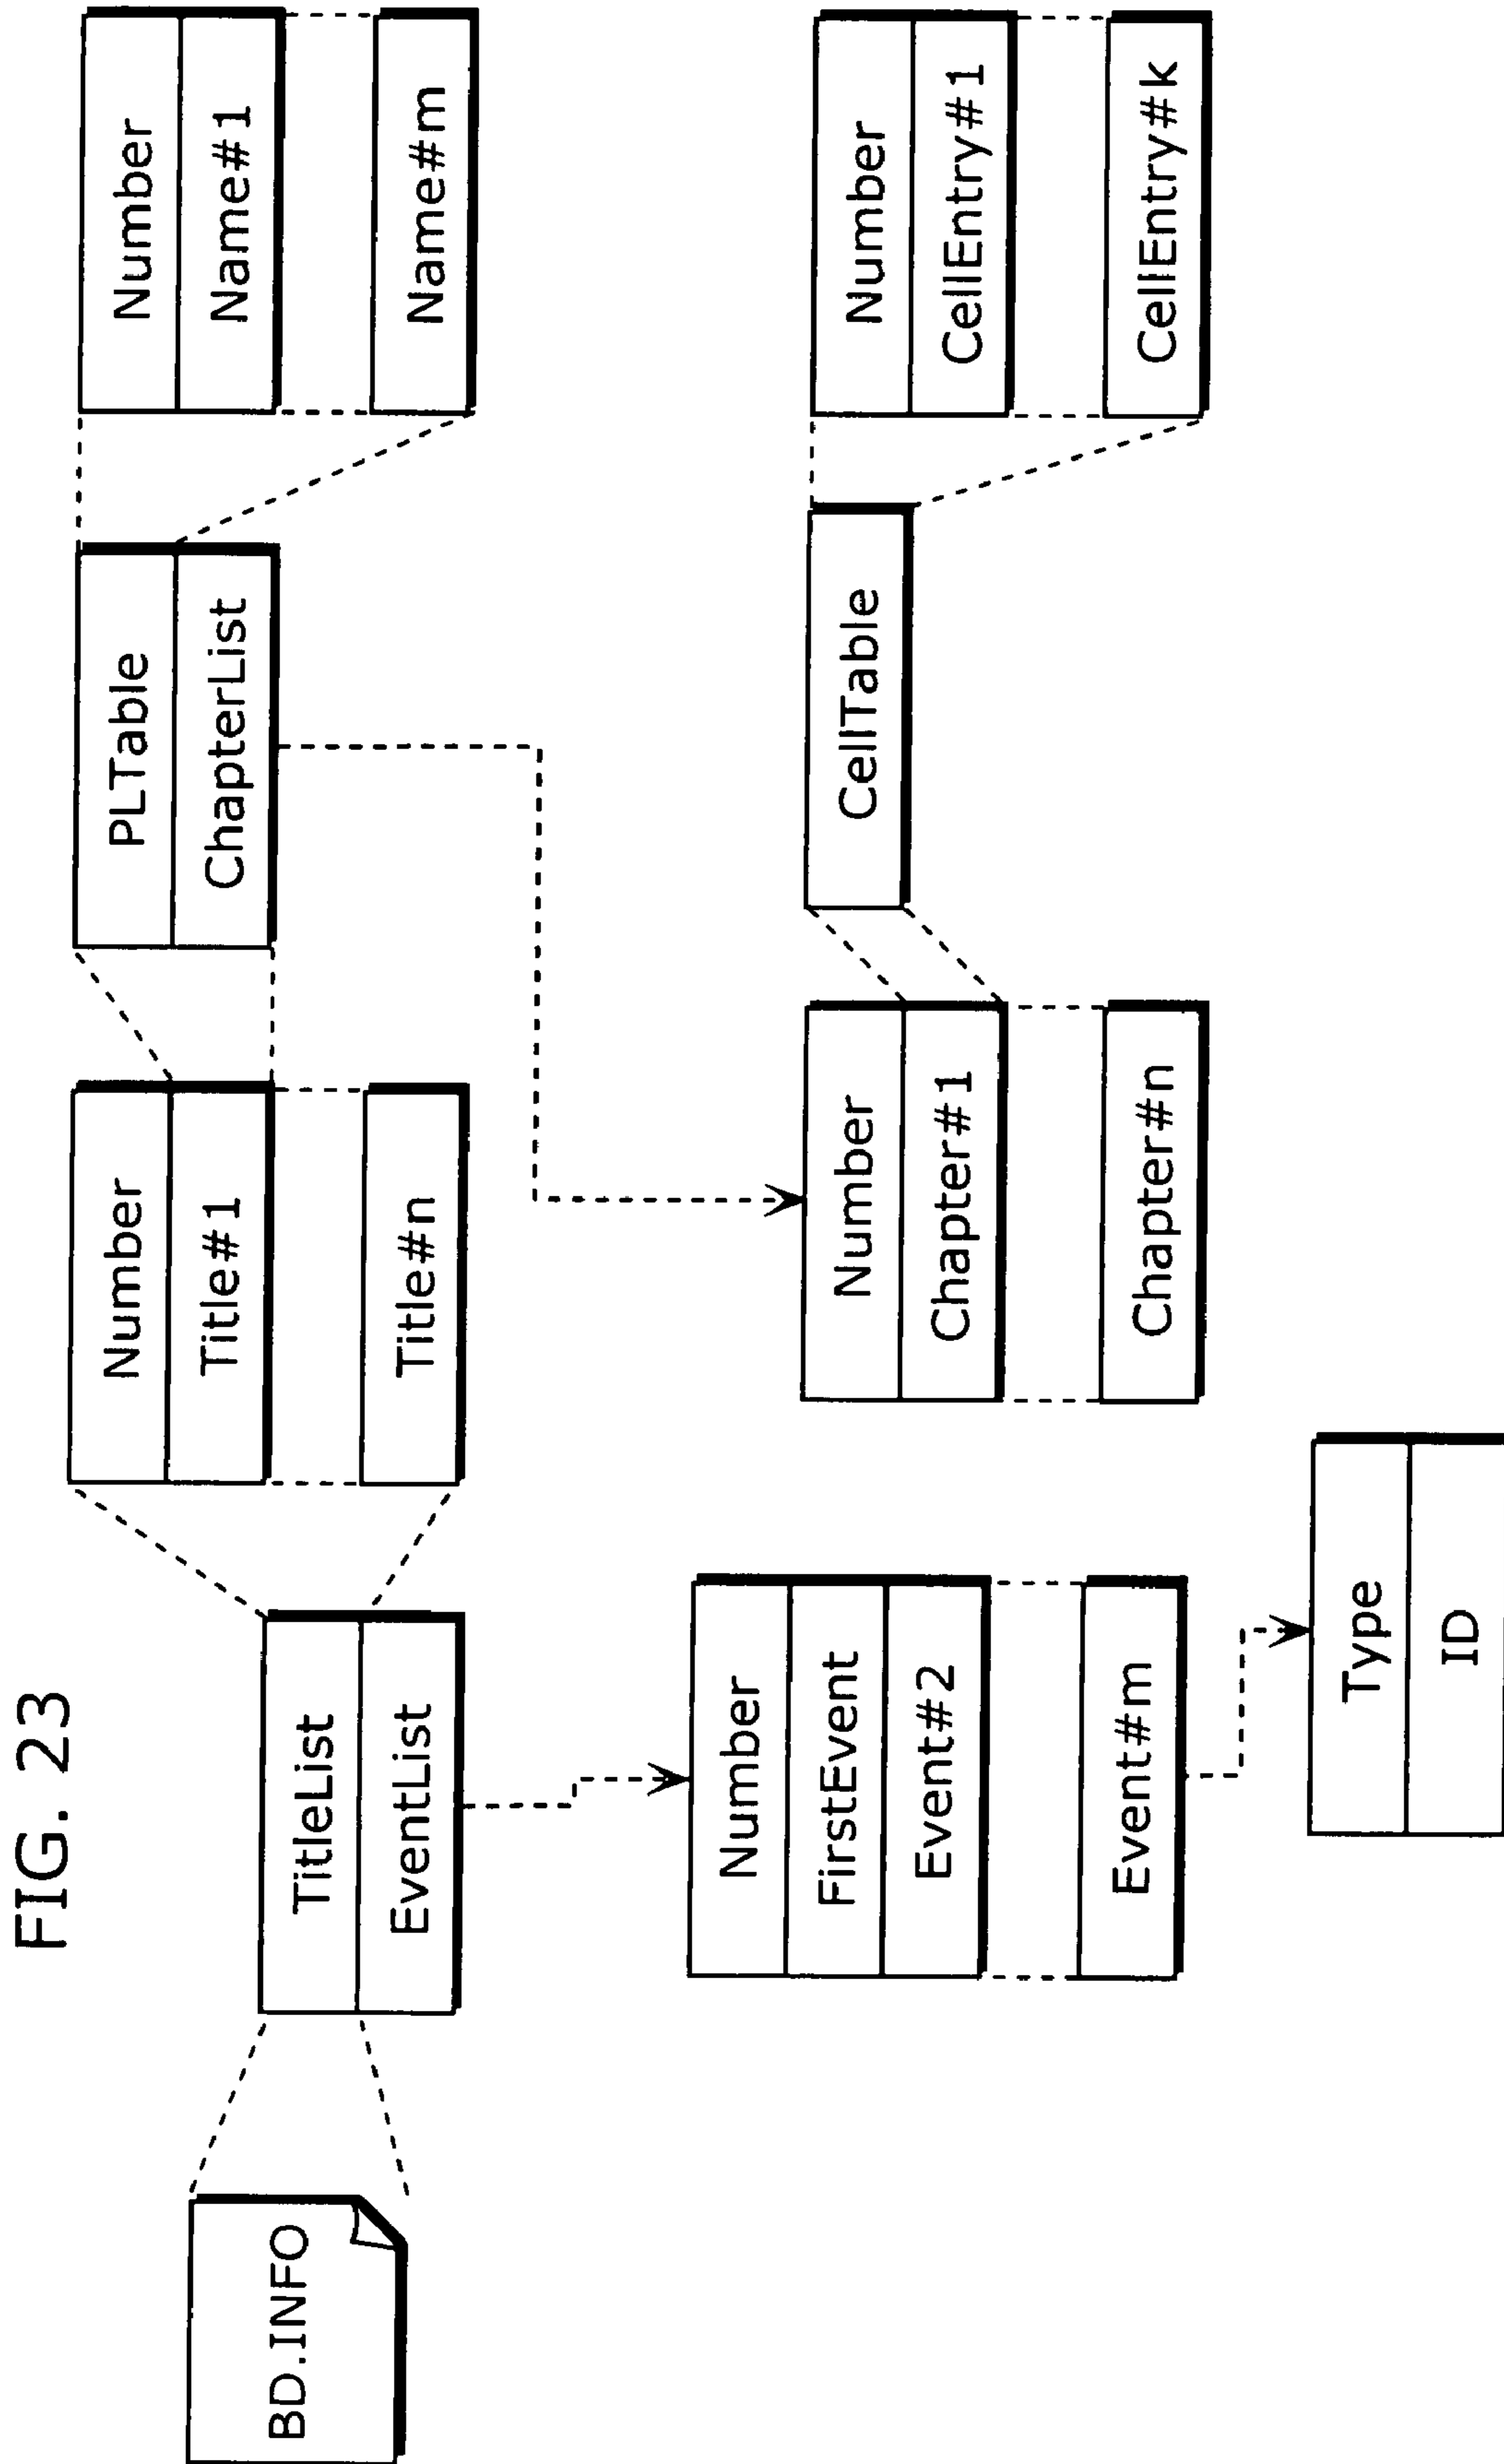 FIG. 23
BD.INFO
TitleList
EventList
Number
Title#1
Title#n
PLTable
ChapterList
Number
Name#1
Name#m
Number
FirstEvent
Event#2
Event#m
Type
ID
Number
Chapter#1
Chapter#n
CellTable
Number
CellEntry#1
CellEntry#k